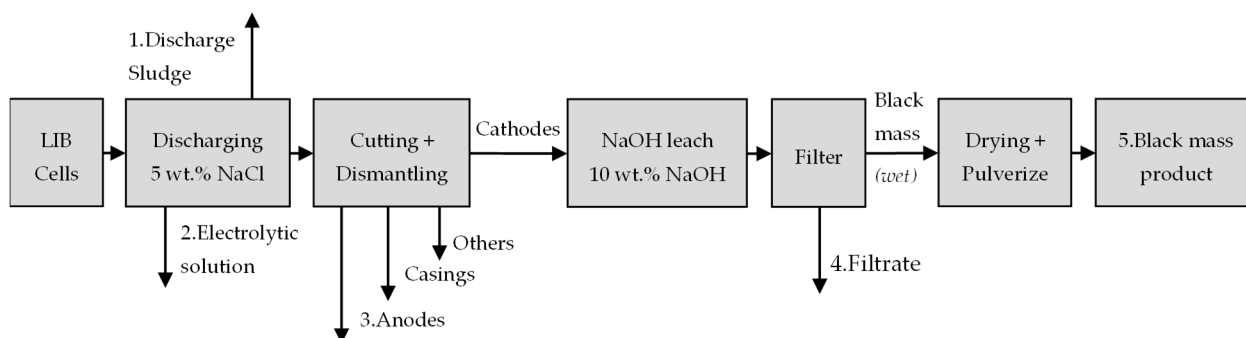 1.Discharge
Sludge
LIB
Cells
Discharging
5 wt.% NaCl
Cutting +
Dismantling
Cathodes
NaOH leach
10 wt.% NaOH
Filter
Black
mass
(wet)
Drying +
Pulverize
5.Black mass
product
2.Electrolytic
solution
Others
Casings
3.Anodes
4.Filtrate